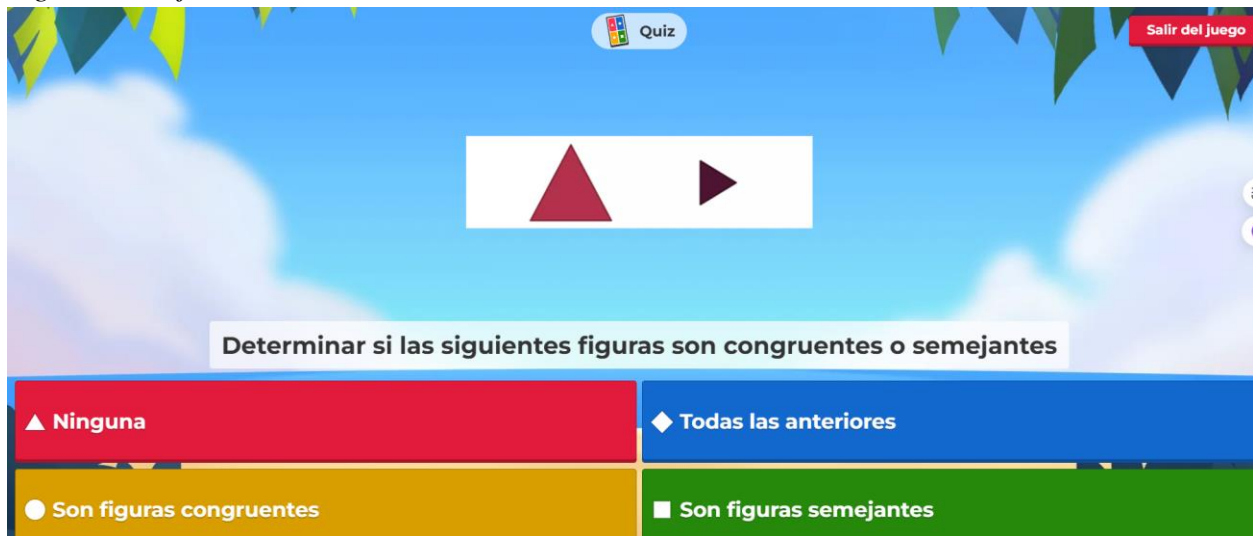 Quiz
Salir del juego
Determinar si las siguientes figuras son congruentes o semejantes
Ninguna
Todas las anteriores
Son figuras congruentes
Son figuras semejantes